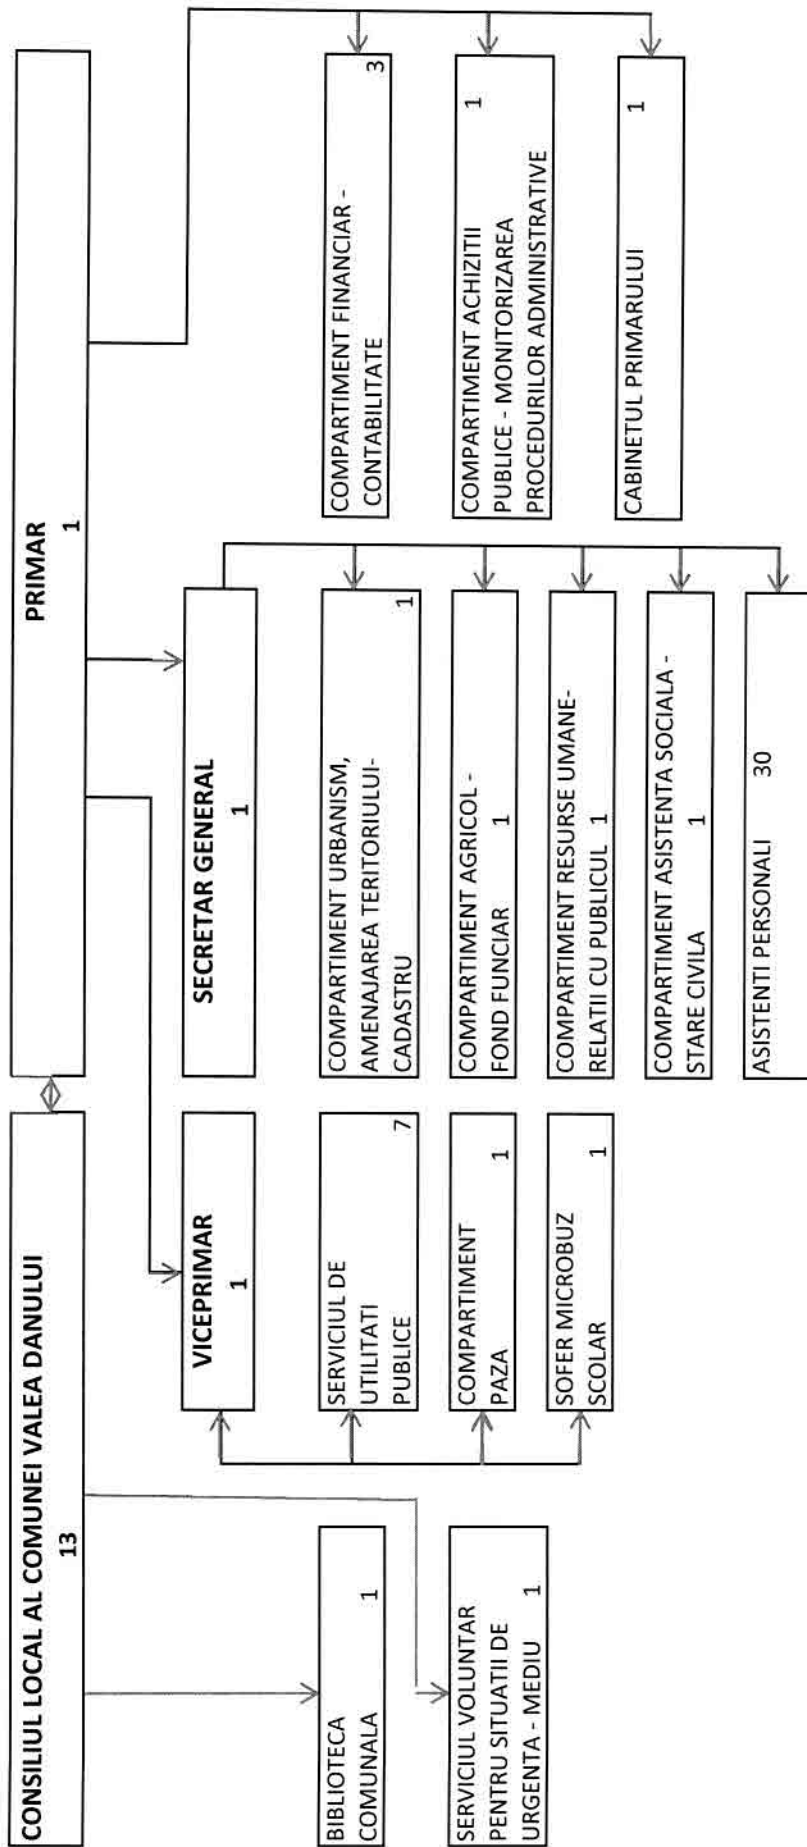 CONSILIUL LOCAL AL COMUNEI VALEA DANULUI
13
PRIMAR
1
VICEPRIMAR
1
SECRETAR GENERAL
1
BIBLIOTECA
COMUNALA 1
SERVICIUL VOLUNTAR
PENTRU SITUATII DE
URGENTA - MEDIU 1
SERVICIUL DE
UTILITATI
PUBLICE 7
COMPARTIMENT
PAZA 1
SOFER MICROBUZ
SCOLAR 1
COMPARTIMENT URBANISM,
AMENAJAREA TERITORIULUI-
CADASTRU 1
COMPARTIMENT AGRICOL -
FOND FUNCIAR 1
COMPARTIMENT RESURSE UMANE-
RELATII CU PUBLICUL 1
COMPARTIMENT ASISTENTA SOCIALA -
STARE CIVILA 1
ASISTENTI PERSONALI 30
COMPARTIMENT FINANCIAR -
CONTABILITATE 3
COMPARTIMENT ACHIZITII
PUBLICE - MONITORIZAREA 1
PROCEDURILOR ADMINISTRATIVE
CABINETUL PRIMARULUI 1